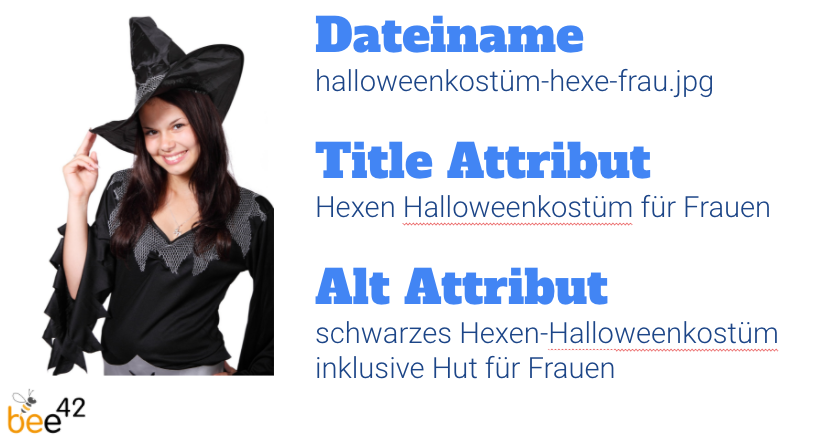 Dateiname
halloweenkostüm-hexe-frau.jpg
Title Attribut
Hexen Halloweenkostüm für Frauen
Alt Attribut
schwarzes Hexen-Halloweenkostüm
inklusive Hut für Frauen
bee42